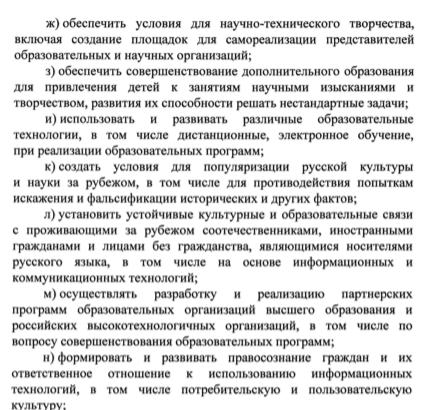 ж) обеспечить условия для научно-технического творчества,
включая создание площадок для самореализации представителей
образовательных и научных организаций;
з) обеспечить совершенствование дополнительного образования
для привлечения детей к занятиям научными изысканиями и
творчеством, развития их способности решать нестандартные задачи;
и) использовать и развивать различные образовательные
технологии, в том числе дистанционные, электронное обучение,
при реализации образовательных программ;
к) создать условия для популяризации русской культуры
и науки за рубежом, в том числе для противодействия попыткам
искажения и фальсификации исторических и других фактов;
л) установить устойчивые культурные и образовательные связи
с проживающими за рубежом соотечественниками, иностранными
гражданами и лицами без гражданства, являющимися носителями
русского языка, в том числе на основе информационных и
коммуникационных технологий;
м) осуществлять разработку и реализацию партнерских
программ образовательных организаций высшего образования и
российских высокотехнологичных организаций, в том числе по
вопросу совершенствования образовательных программ;
н) формировать и развивать правосознание граждан и их
ответственное отношение к использованию информационных
технологий, в том числе потребительскую и пользовательскую
культуру;